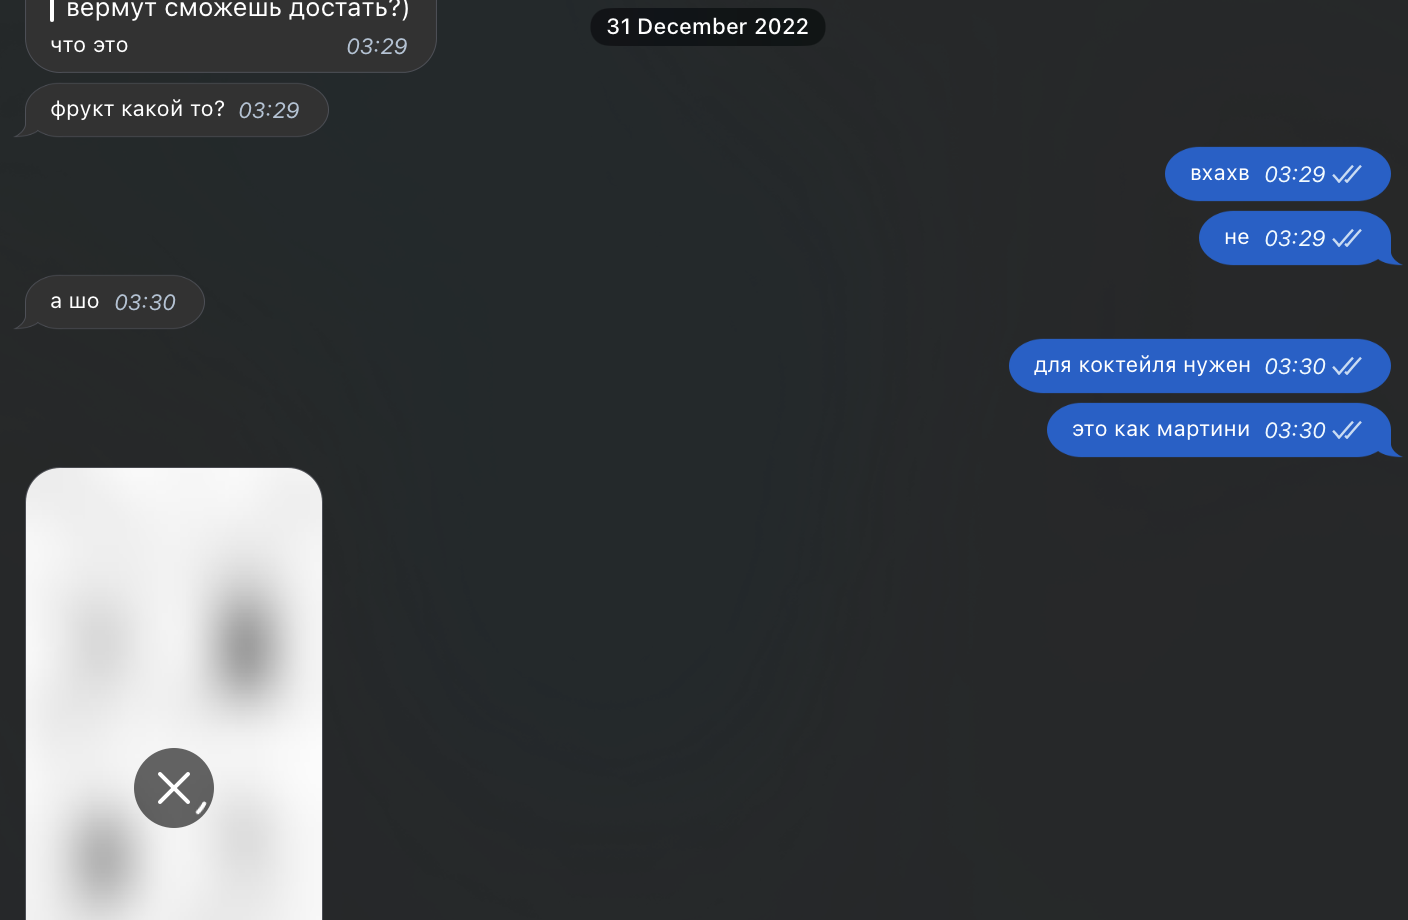 вермут сможешь достать?)
31 December 2022
что это 03:29
фрукт какой то? 03:29
вхахв 03:29
не 03:29
а шо 03:30
для коктейля нужен 03:30
это как мартини 03:30